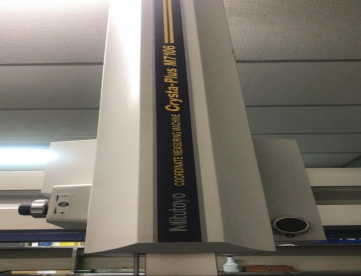 Mitutoyo COORDINATE MEASURING MACHINE Crysta-Plus M7106